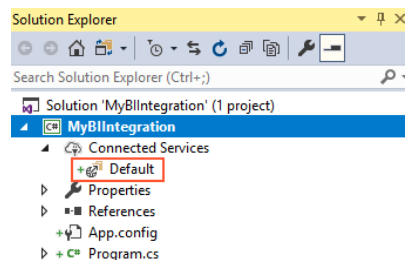 Solution Explorer
Search Solution Explorer (Ctrl+;)
Solution 'MyBIIntegration' (1 project)
C# MyBIIntegration
Connected Services
+ Default
Properties
References
+ App.config
+ C# Program.cs